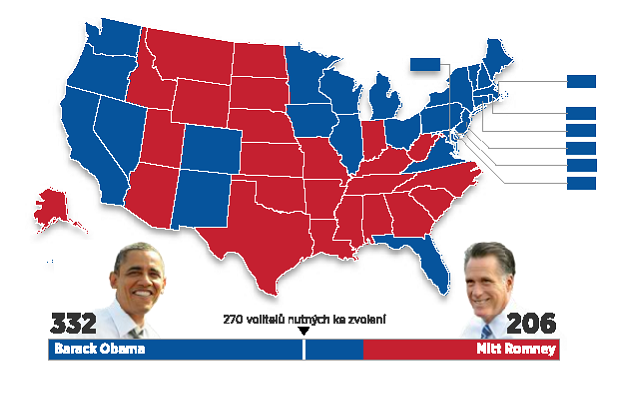 270 volitelů nutných ke zvolení
332
206
Barack Obama
Mitt Romney